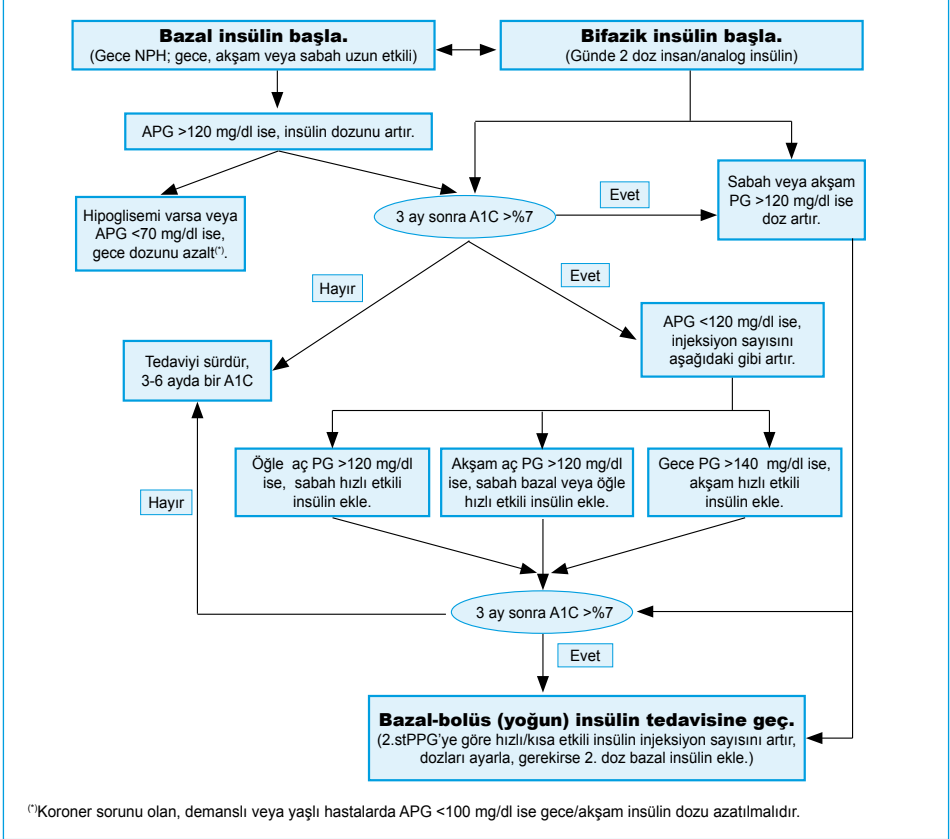 Bazal insülin başla.
(Gece NPH; gece, akşam veya sabah uzun etkili)
Bifazik insülin başla.
(Günde 2 doz insan/analog insülin)
APG >120 mg/dl ise, insülin dozunu artır.
Hipoglisemi varsa veya
APG <70 mg/dl ise,
gece dozunu azalt(*).
3 ay sonra A1C >%7
Evet
Sabah veya akşam
PG >120 mg/dl ise
doz artır.
Hayır
Evet
APG <120 mg/dl ise,
injeksiyon sayısını
aşağıdaki gibi artır.
Tedaviyi sürdür,
3-6 ayda bir A1C
Öğle aç PG >120 mg/dl
ise, sabah hızlı etkili
insülin ekle.
Akşam aç PG >120 mg/dl
ise, sabah bazal veya öğle
hızlı etkili insülin ekle.
Gece PG >140 mg/dl ise,
akşam hızlı etkili
insülin ekle.
Hayır
3 ay sonra A1C >%7
Evet
Bazal-bolüs (yoğun) insülin tedavisine geç.
(2.stPPG'ye göre hızlı/kısa etkili insülin injeksiyon sayısını artır,
dozları ayarla, gerekirse 2. doz bazal insülin ekle.)
(*)Koroner sorunu olan, demanslı veya yaşlı hastalarda APG <100 mg/dl ise gece/akşam insülin dozu azatılmalıdır.